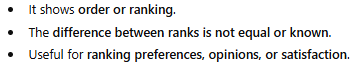 • It shows order or ranking.
• The difference between ranks is not equal or known.
• Useful for ranking preferences, opinions, or satisfaction.